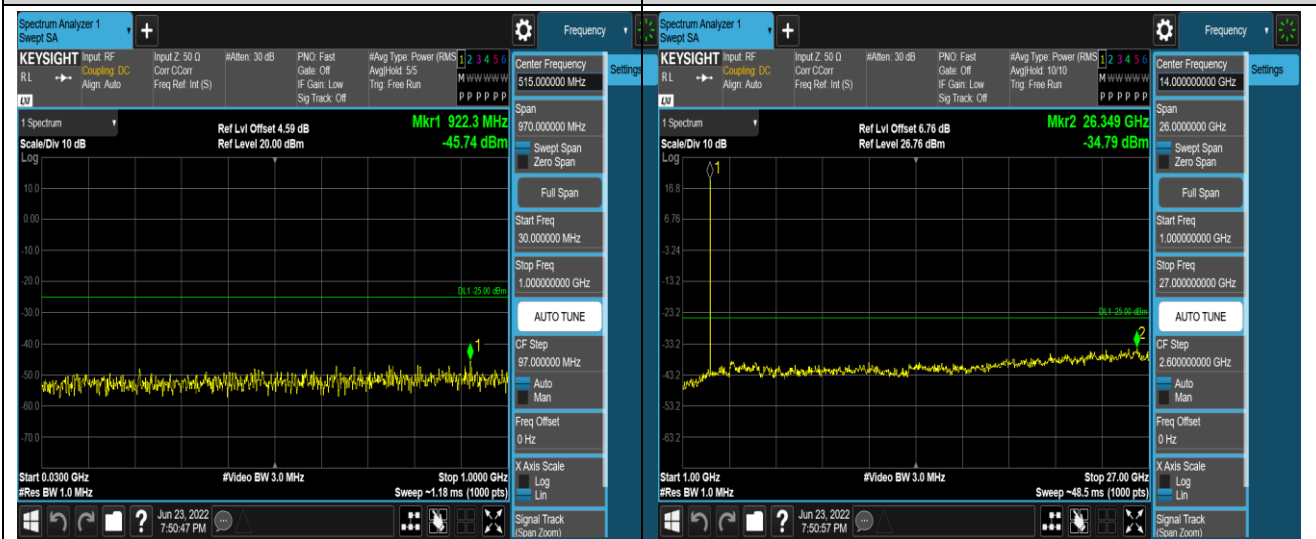 Spectrum Analyzer 1
Swept SA
+
Frequency
KEYSIGHT
RL
LXI
Input: RF
Coupling: DC
Align: Auto
Input Z: 50 Ω
Corr CCorr
Freq Ref: Int (S)
#Atten: 30 dB
PNO: Fast
Gate: Off
IF Gain: Low
Sig Track: Off
#Avg Type: Power (RMS
Avg|Hold: 5/5
Trig: Free Run
1 2 3 4 5 6
M W W W W W
P P P P P P
Center Frequency
515.000000 MHz
Settings
1 Spectrum
Scale/Div 10 dB
Log
Ref Lvl Offset 4.59 dB
Ref Level 20.00 dBm
Mkr1 922.3 MHz
-45.74 dBm
Span
970.000000 MHz
Swept Span
Zero Span
Full Span
Start Freq
30.000000 MHz
Stop Freq
1.000000000 GHz
AUTO TUNE
CF Step
97.000000 MHz
Auto
Man
Freq Offset
0 Hz
X Axis Scale
Log
Lin
Signal Track
(Span Zoom)
10.0
0.00
-10.0
-20.0
DL1 -25.00 dBm
-30.0
-40.0
1
-50.0
-60.0
-70.0
Start 0.0300 GHz
#Res BW 1.0 MHz
#Video BW 3.0 MHz
Stop 1.0000 GHz
Sweep ~1.18 ms (1000 pts)
?
Jun 23, 2022
7:50:47 PM
Spectrum Analyzer 1
Swept SA
+
Frequency
KEYSIGHT
RL
LXI
Input: RF
Coupling: DC
Align: Auto
Input Z: 50 Ω
Corr CCorr
Freq Ref: Int (S)
#Atten: 30 dB
PNO: Fast
Gate: Off
IF Gain: Low
Sig Track: Off
#Avg Type: Power (RMS
Avg|Hold: 10/10
Trig: Free Run
1 2 3 4 5 6
M W W W W W
P P P P P P
Center Frequency
14.000000000 GHz
Settings
1 Spectrum
Scale/Div 10 dB
Log
Ref Lvl Offset 6.76 dB
Ref Level 26.76 dBm
Mkr2 26.349 GHz
-34.79 dBm
Span
26.0000000 GHz
Swept Span
Zero Span
Full Span
Start Freq
1.000000000 GHz
Stop Freq
27.000000000 GHz
AUTO TUNE
CF Step
2.600000000 GHz
Auto
Man
Freq Offset
0 Hz
X Axis Scale
Log
Lin
Signal Track
(Span Zoom)
1
16.8
6.76
-3.24
-13.2
-23.2
DL1 -25.00 dBm
-33.2
2
-43.2
-53.2
-63.2
Start 1.00 GHz
#Res BW 1.0 MHz
#Video BW 3.0 MHz
Stop 27.00 GHz
Sweep ~48.5 ms (1000 pts)
?
Jun 23, 2022
7:50:57 PM